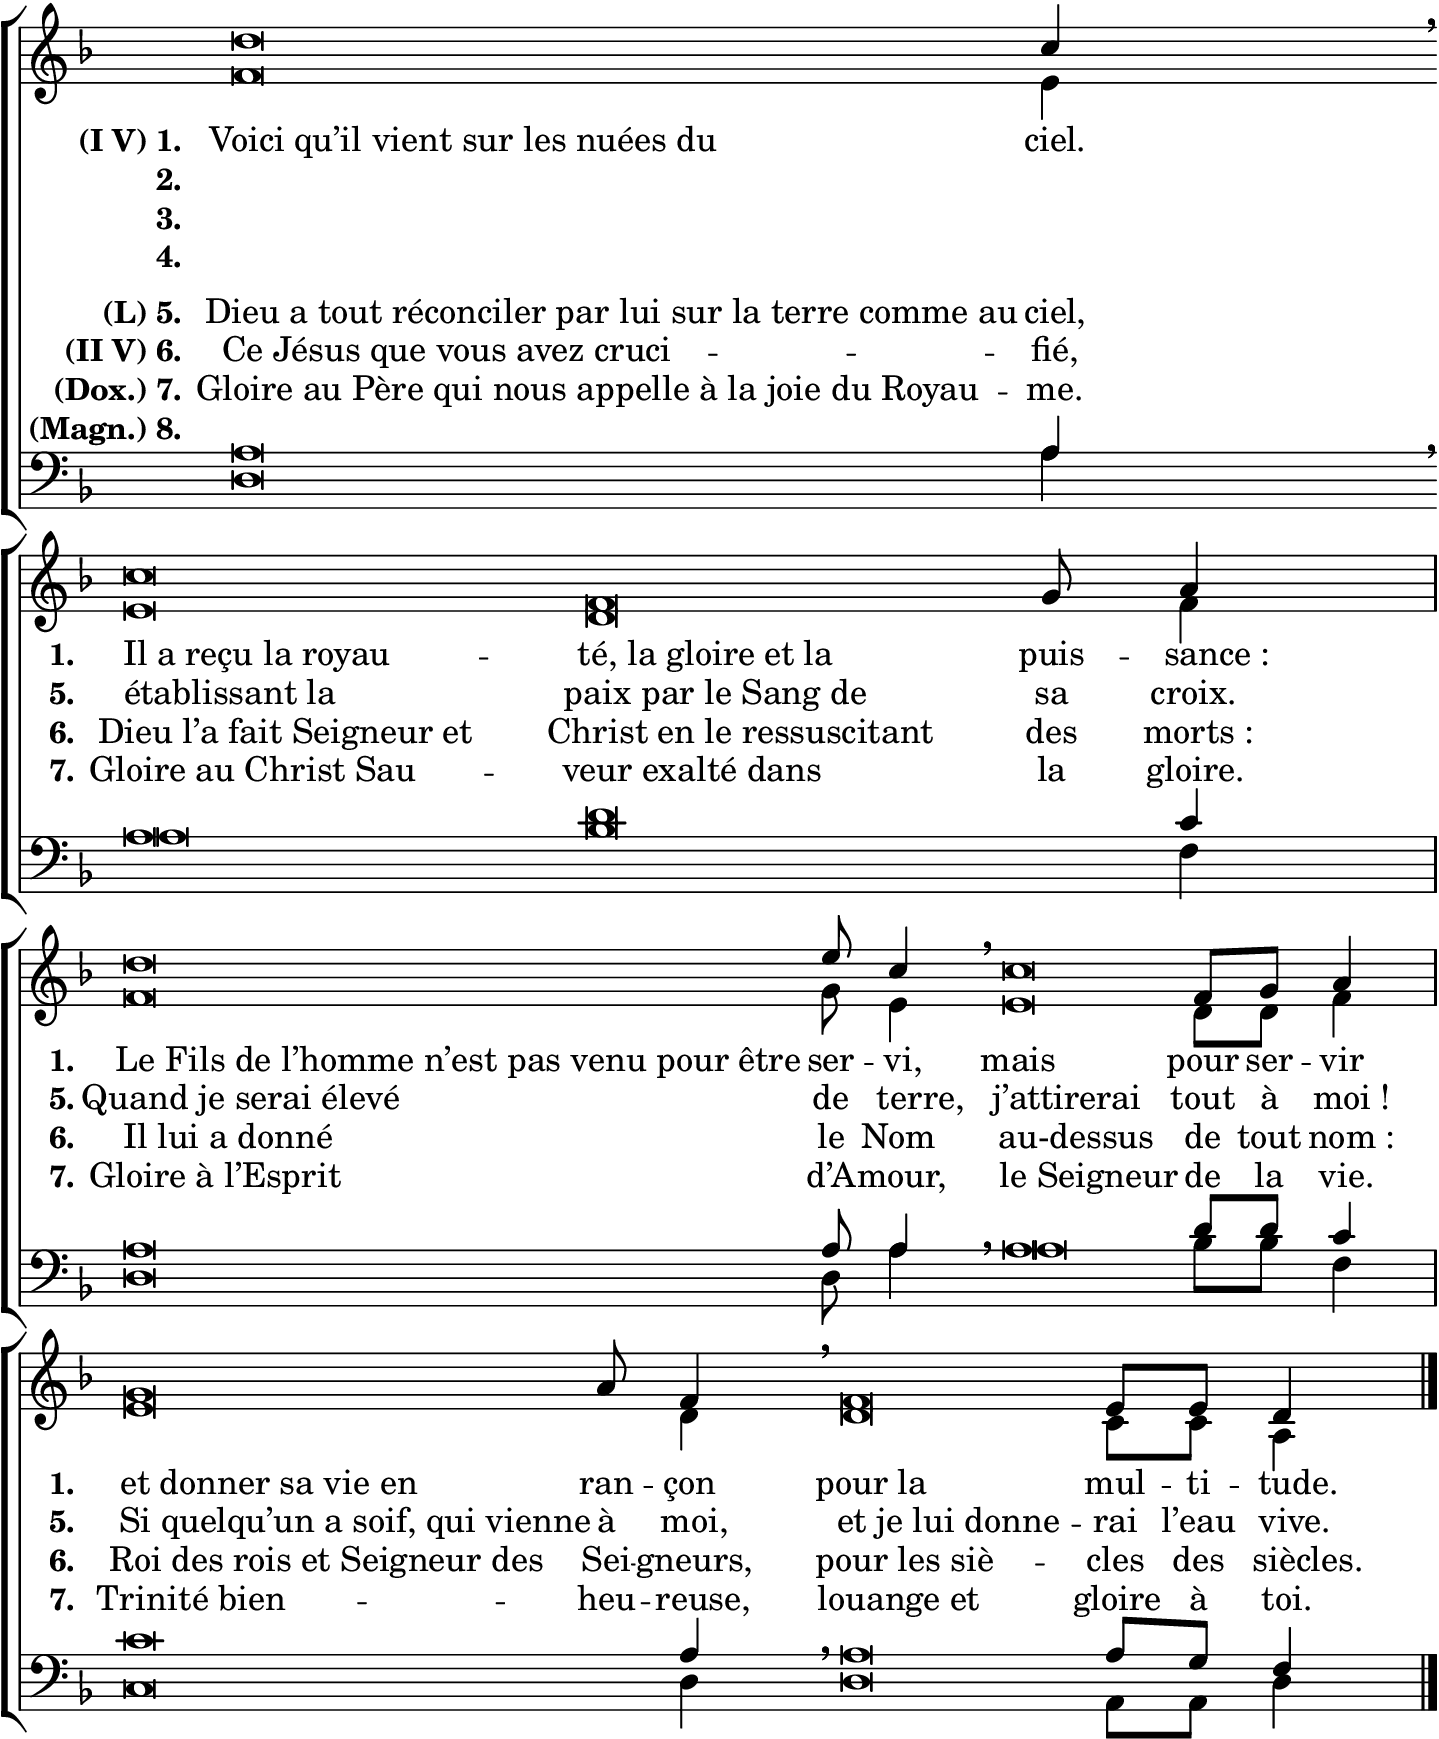 (I V) 1. Voici qu’il vient sur les nuées du ciel.
2.
3.
4.
(L) 5. Dieu a tout réconciler par lui sur la terre comme au ciel,
(II V) 6. Ce Jésus que vous avez cruci - - - fié,
(Dox.) 7. Gloire au Père qui nous appelle à la joie du Royau - me.
(Magn.) 8.
1. Il a reçu la royau - té, la gloire et la puis - sance :
5. établissant la paix par le Sang de sa croix.
6. Dieu l’a fait Seigneur et Christ en le ressuscitant des morts :
7. Gloire au Christ Sau - veur exalté dans la gloire.
1. Le Fils de l’homme n’est pas venu pour être ser - vi, mais pour ser - vir
5. Quand je serai élevé de terre, j’attirerai tout à moi !
6. Il lui a donné le Nom au-dessus de tout nom :
7. Gloire à l’Esprit d’Amour, le Seigneur de la vie.
1. et donner sa vie en ran - çon pour la mul - ti - tude.
5. Si quelqu’un a soif, qui vienne à moi, et je lui donne - rai l’eau vive.
6. Roi des rois et Seigneur des Sei - gneurs, pour les siè - cles des siècles.
7. Trinité bien - - heu - reuse, louange et gloire à toi.